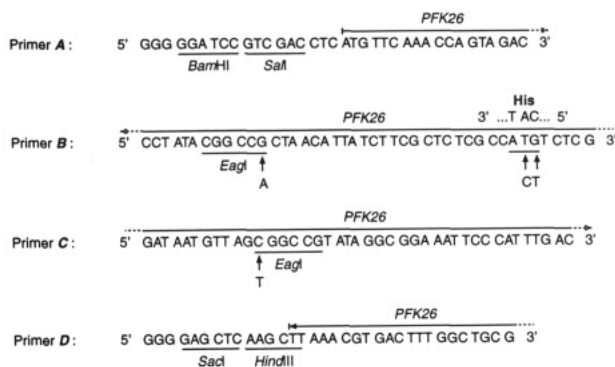 PFK26
Primer A : 5' GGG GGA TCC GTC GAC CTC ATG TTC AAA CCA GTA GAC 3'
BamHI SalI
His
PFK26 3' ...T AC... 5'
Primer B : 5' CCT ATA CGG CCG CTA ACA TTA TCT TCG CTC TCG CCA TGT CTC G 3'
EagI
A CT
PFK26
Primer C : 5' GAT AAT GTT AGC GGC CGT ATA GGC GGA AAT TCC CAT TTG AC 3'
EagI
T
PFK26
Primer D : 5' GGG GAG CTC AAG CTT AAA CGT GAC TTT GGC TGC G 3'
SacI HindIII